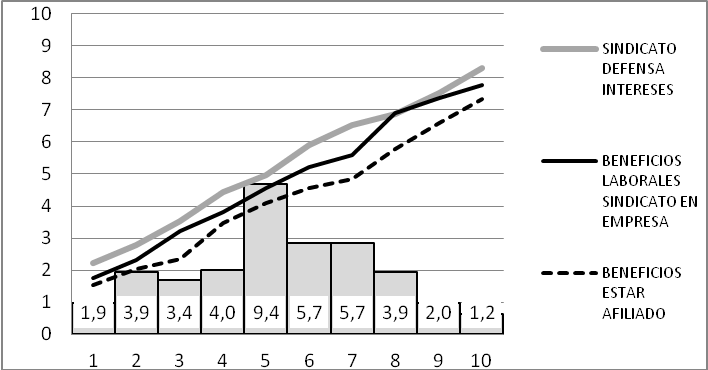 10
9
8
7
6
5
4
3
2
1
0
1,9 3,9 3,4 4,0 9,4 5,7 5,7 3,9 2,0 1,2
1 2 3 4 5 6 7 8 9 10
SINDICATO
DEFENSA
INTERESES
BENEFICIOS
LABORALES
SINDICATO EN
EMPRESA
BENEFICIOS
ESTAR
AFILIADO